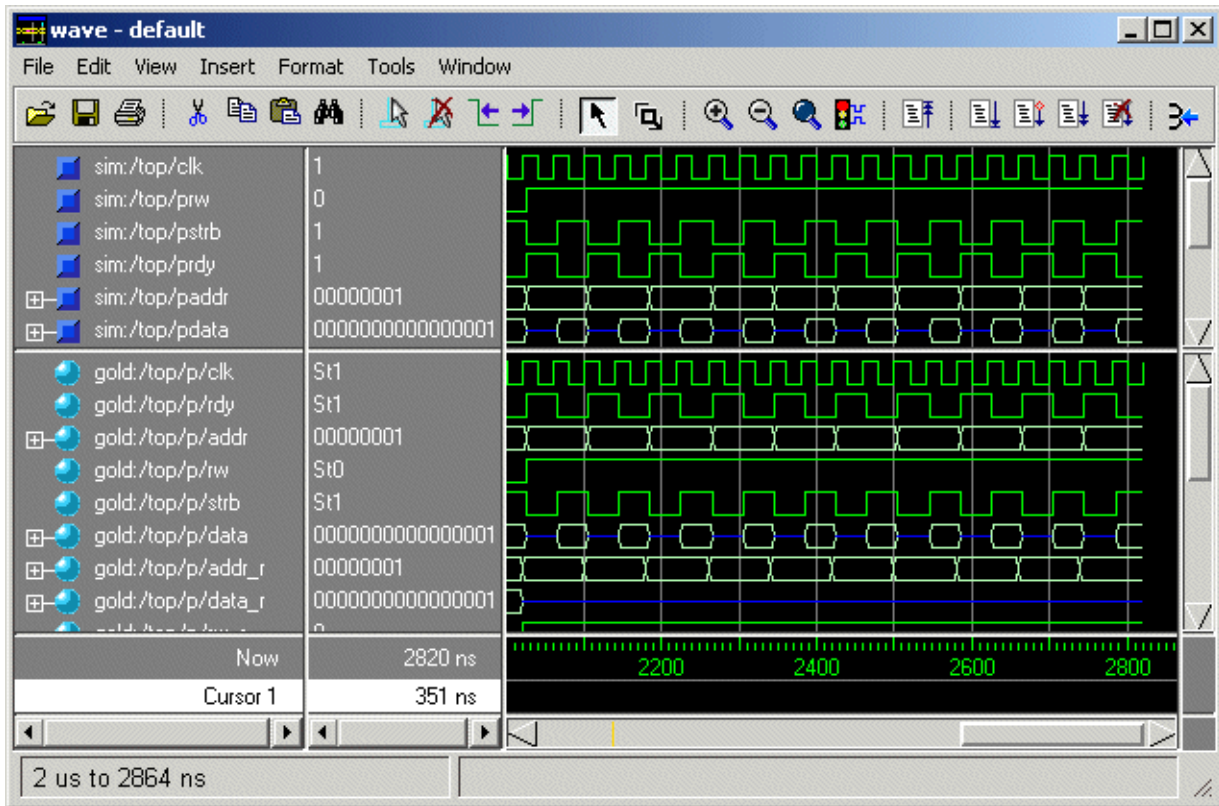 wave - default
File Edit View Insert Format Tools Window
sim:/top/clk 1
sim:/top/prw 0
sim:/top/pstrb 1
sim:/top/prdy 1
sim:/top/paddr 00000001
sim:/top/pdata 0000000000000001
gold:/top/p/clk St1
gold:/top/p/rdy St1
gold:/top/p/addr 00000001
gold:/top/p/rw St0
gold:/top/p/strb St1
gold:/top/p/data 0000000000000001
gold:/top/p/addr_r 00000001
gold:/top/p/data_r 0000000000000001
Now 2820 ns 2200 2400 2600 2800
Cursor 1 351 ns
2 us to 2864 ns